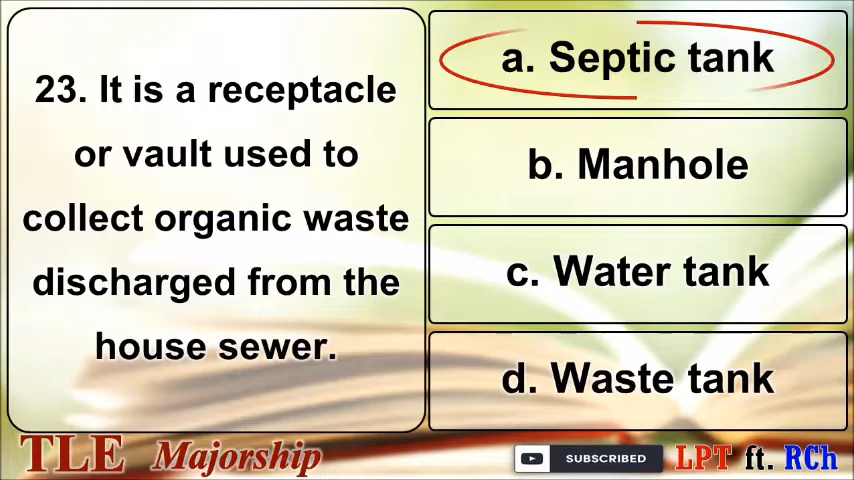 23. It is a receptacle
or vault used to
collect organic waste
discharged from the
house sewer.
a. Septic tank
b. Manhole
c. Water tank
d. Waste tank
TLE Majorship
SUBSCRIBED
LPT ft. RCh